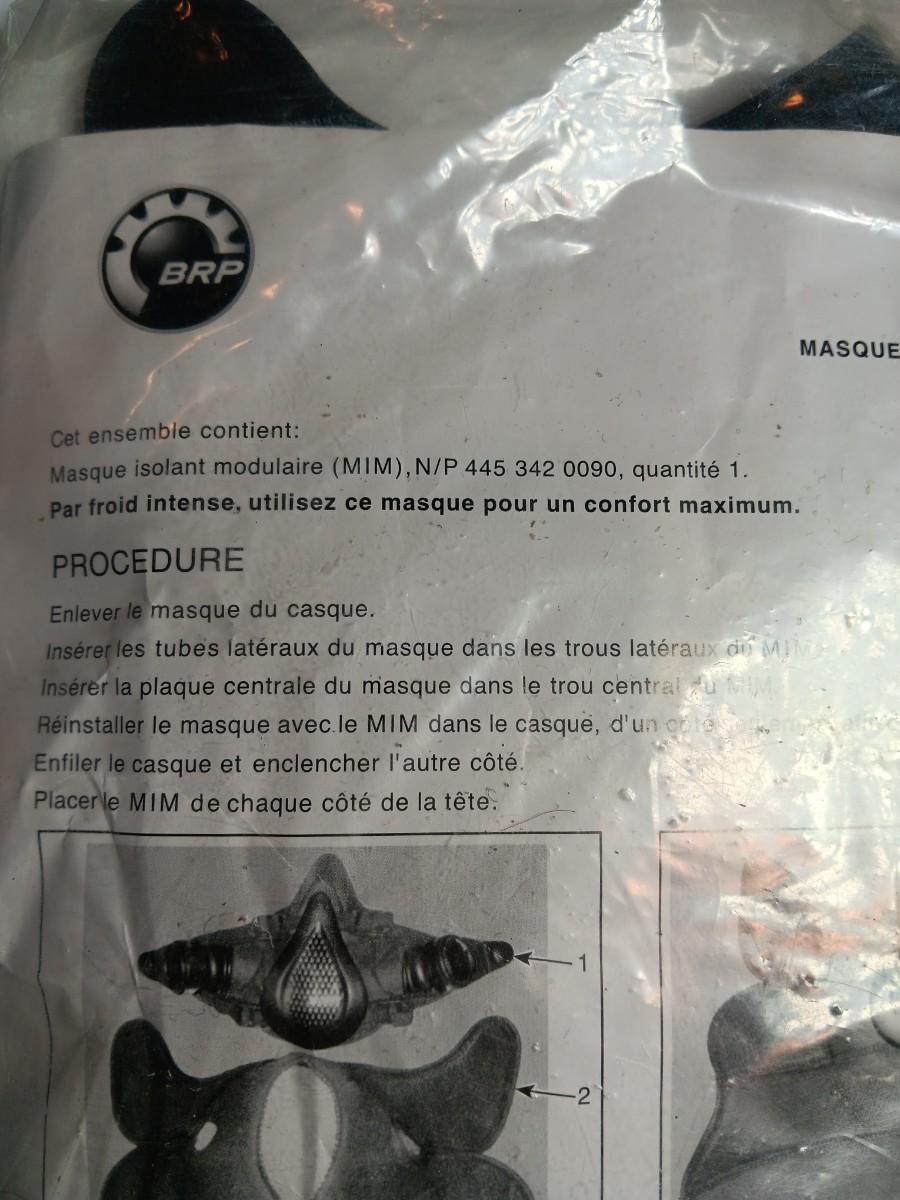 BRP
MASQUE
Cet ensemble contient:
Masque isolant modulaire (MIM), N/P 445 342 0090, quantité 1.
Par froid intense, utilisez ce masque pour un confort maximum.
PROCEDURE
Enlever le masque du casque.
Insérer les tubes latéraux du masque dans les trous latéraux du MIM
Insérer la plaque centrale du masque dans le trou central du MIM.
Réinstaller le masque avec le MIM dans le casque, d'un côté
Enfiler le casque et enclencher l'autre côté.
Placer le MIM de chaque côté de la tête.
1
2